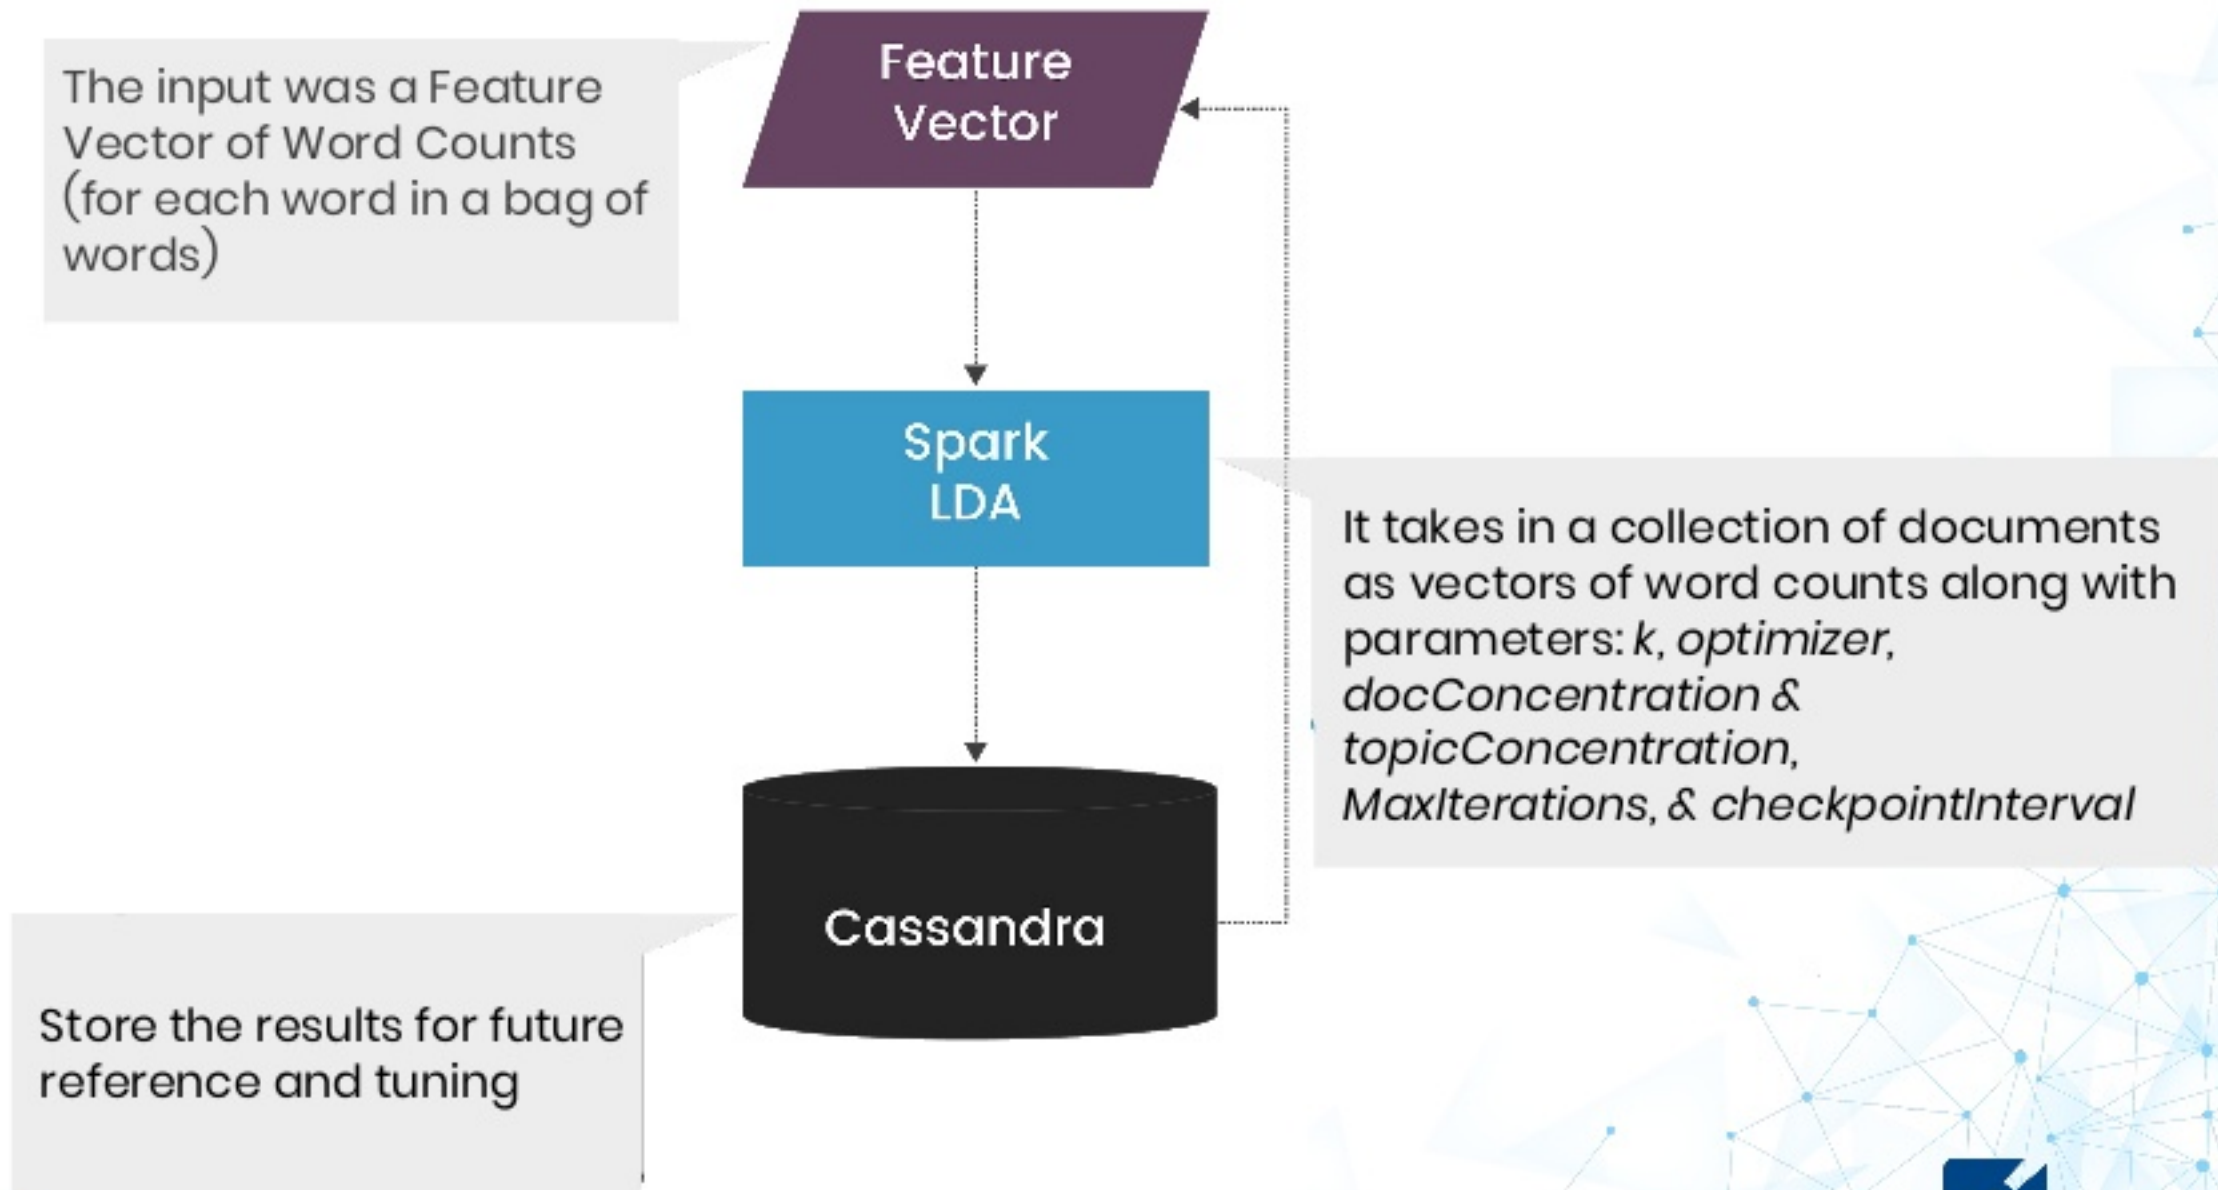 The input was a Feature
Vector of Word Counts
(for each word in a bag of
words)
Feature
Vector
Spark
LDA
It takes in a collection of documents
as vectors of word counts along with
parameters: k, optimizer,
docConcentration &
topicConcentration,
MaxIterations, & checkpointInterval
Cassandra
Store the results for future
reference and tuning